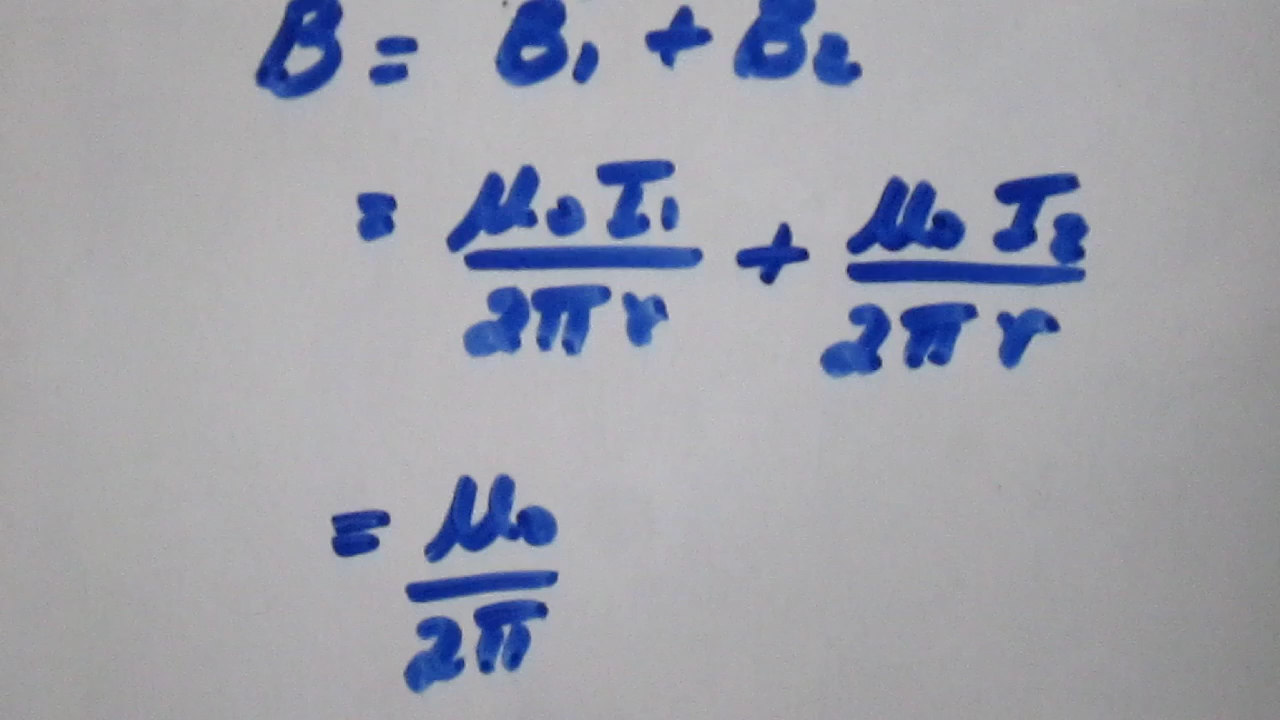 B = B₁ + B₂
= μ₀I₁/2πr + μ₀I₂/2πr
= μ₀/2π